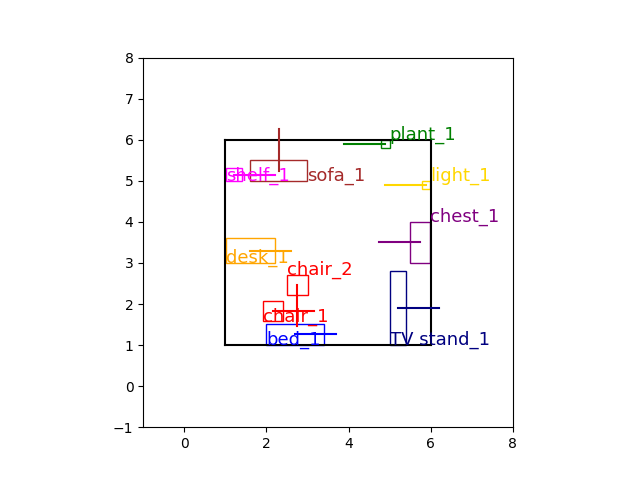 8
7
plant_1
6
shelf_1 sofa_1 light_1
5
chest_1
4
desk_1
3
chair_2
2
chair_1
bed_1 TV stand_1
1
0
−1
0 2 4 6 8